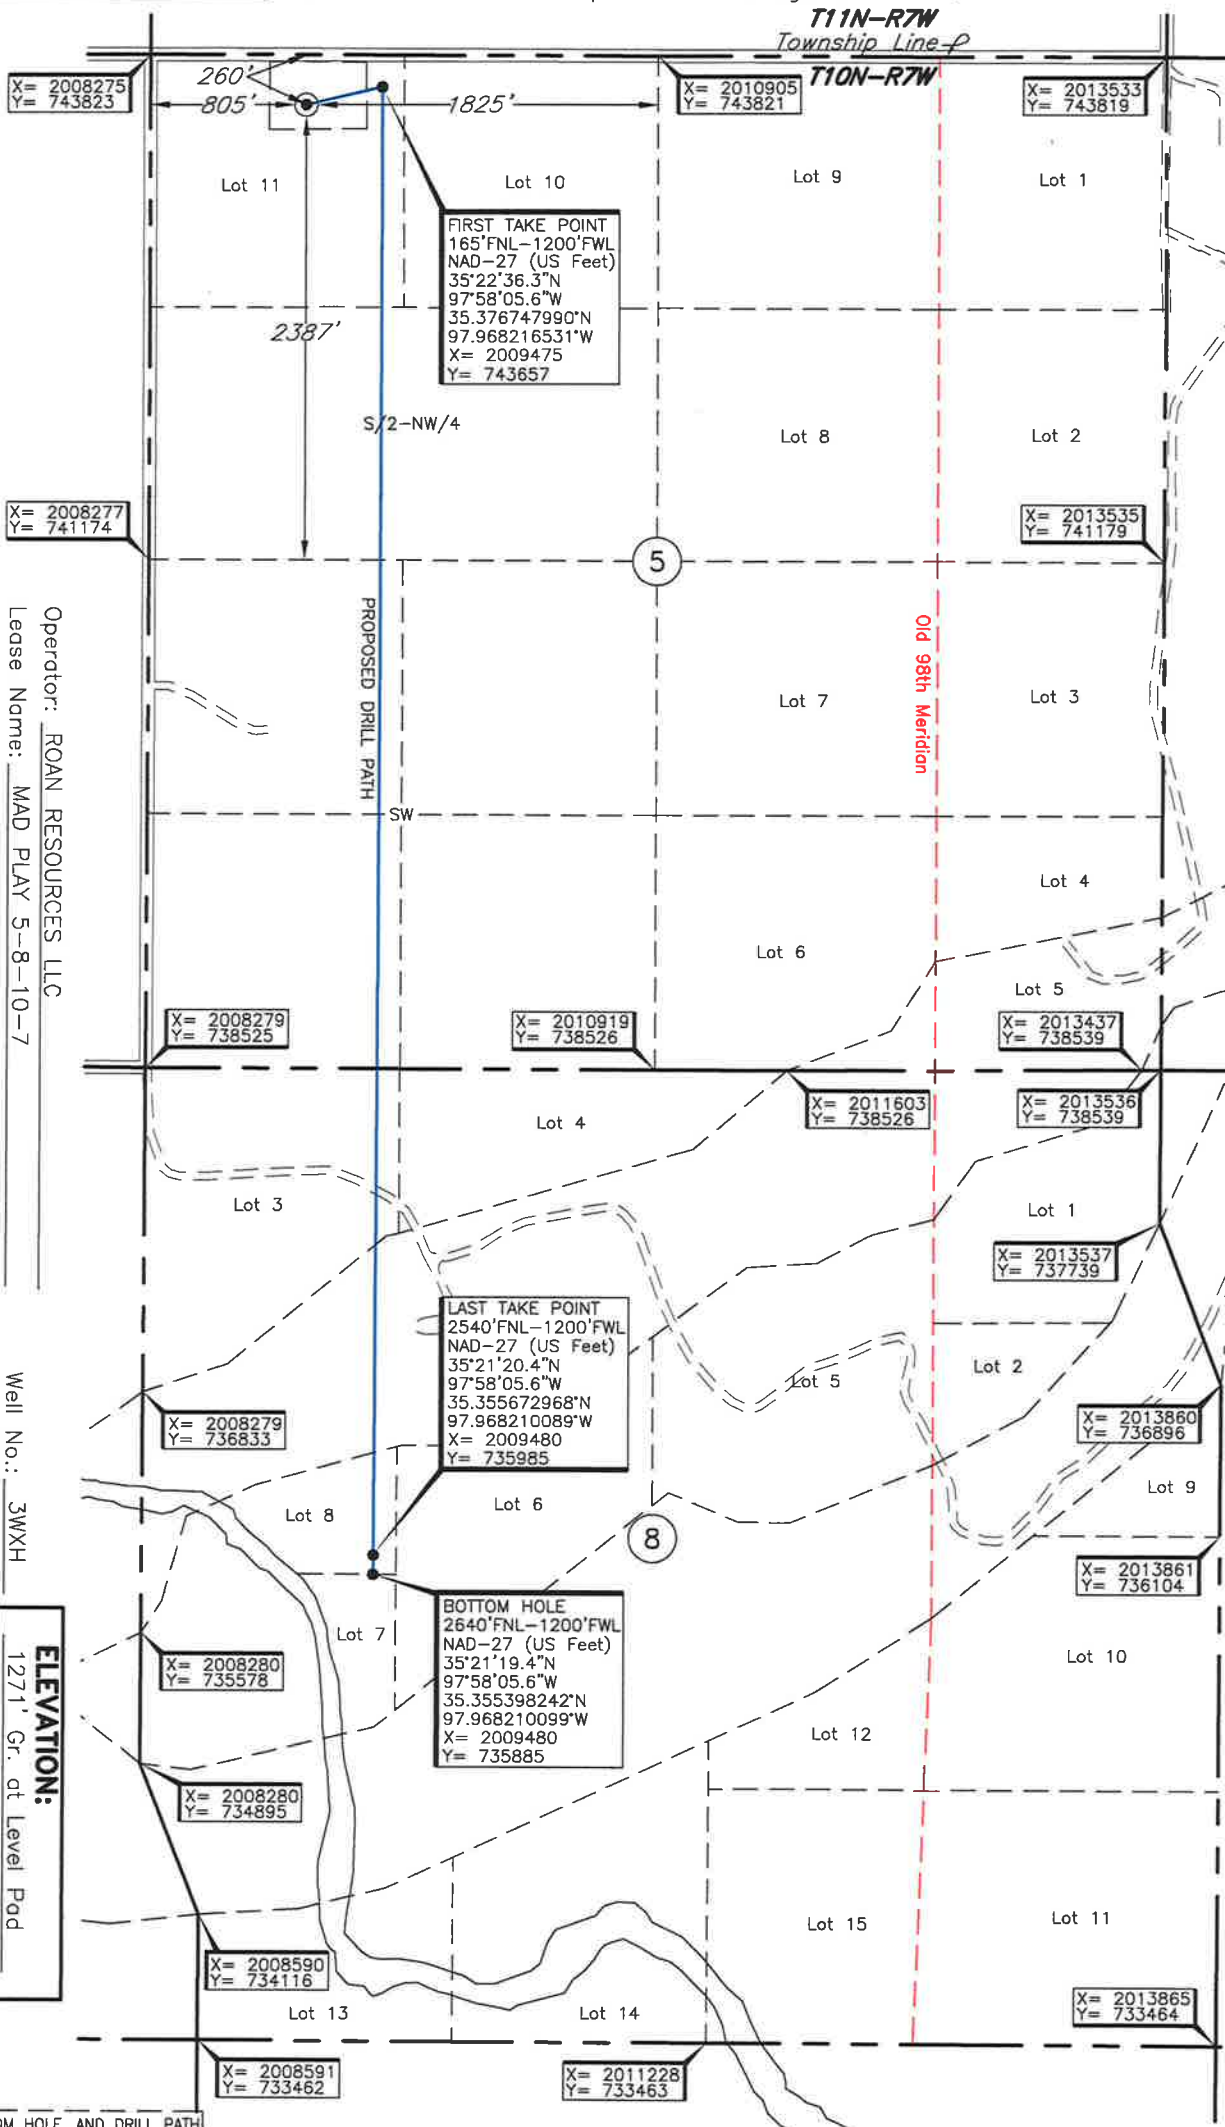 T11N-R7W
Township Line
T10N-R7W
X= 2008275
Y= 743823
260'
805'
1825'
X= 2010905
Y= 743821
X= 2013533
Y= 743819
Lot 11
Lot 10
Lot 9
Lot 1
FIRST TAKE POINT
165'FNL-1200'FWL
NAD-27 (US Feet)
35°22'36.3"N
97°58'05.6"W
35.376747990°N
97.968216531°W
X= 2009475
Y= 743657
2387'
S/2-NW/4
Lot 8
Lot 2
X= 2008277
Y= 741174
X= 2013535
Y= 741179
5
PROPOSED DRILL PATH
Old 98th Meridian
Lot 7
Lot 3
SW
Lot 4
Lot 6
Lot 5
Operator: ROAN RESOURCES LLC
Lease Name: MAD PLAY 5-8-10-7
X= 2008279
Y= 738525
X= 2010919
Y= 738526
X= 2013437
Y= 738539
X= 2011603
Y= 738526
X= 2013536
Y= 738539
Lot 4
Lot 3
Lot 1
X= 2013537
Y= 737739
LAST TAKE POINT
2540'FNL-1200'FWL
NAD-27 (US Feet)
35°21'20.4"N
97°58'05.6"W
35.355672968°N
97.968210089°W
X= 2009480
Y= 735985
Lot 5
Lot 2
X= 2008279
Y= 736833
X= 2013860
Y= 736896
Well No.: 3WXH
Lot 8
Lot 6
Lot 9
8
X= 2013861
Y= 736104
BOTTOM HOLE
2640'FNL-1200'FWL
NAD-27 (US Feet)
35°21'19.4"N
97°58'05.6"W
35.355398242°N
97.968210099°W
X= 2009480
Y= 735885
Lot 7
X= 2008280
Y= 735578
Lot 10
Lot 12
ELEVATION:
1271' Gr. at Level Pad
X= 2008280
Y= 734895
Lot 15
Lot 11
X= 2008590
Y= 734116
Lot 13
Lot 14
X= 2013865
Y= 733464
X= 2008591
Y= 733462
X= 2011228
Y= 733463
HOLE AND DRILL PATH